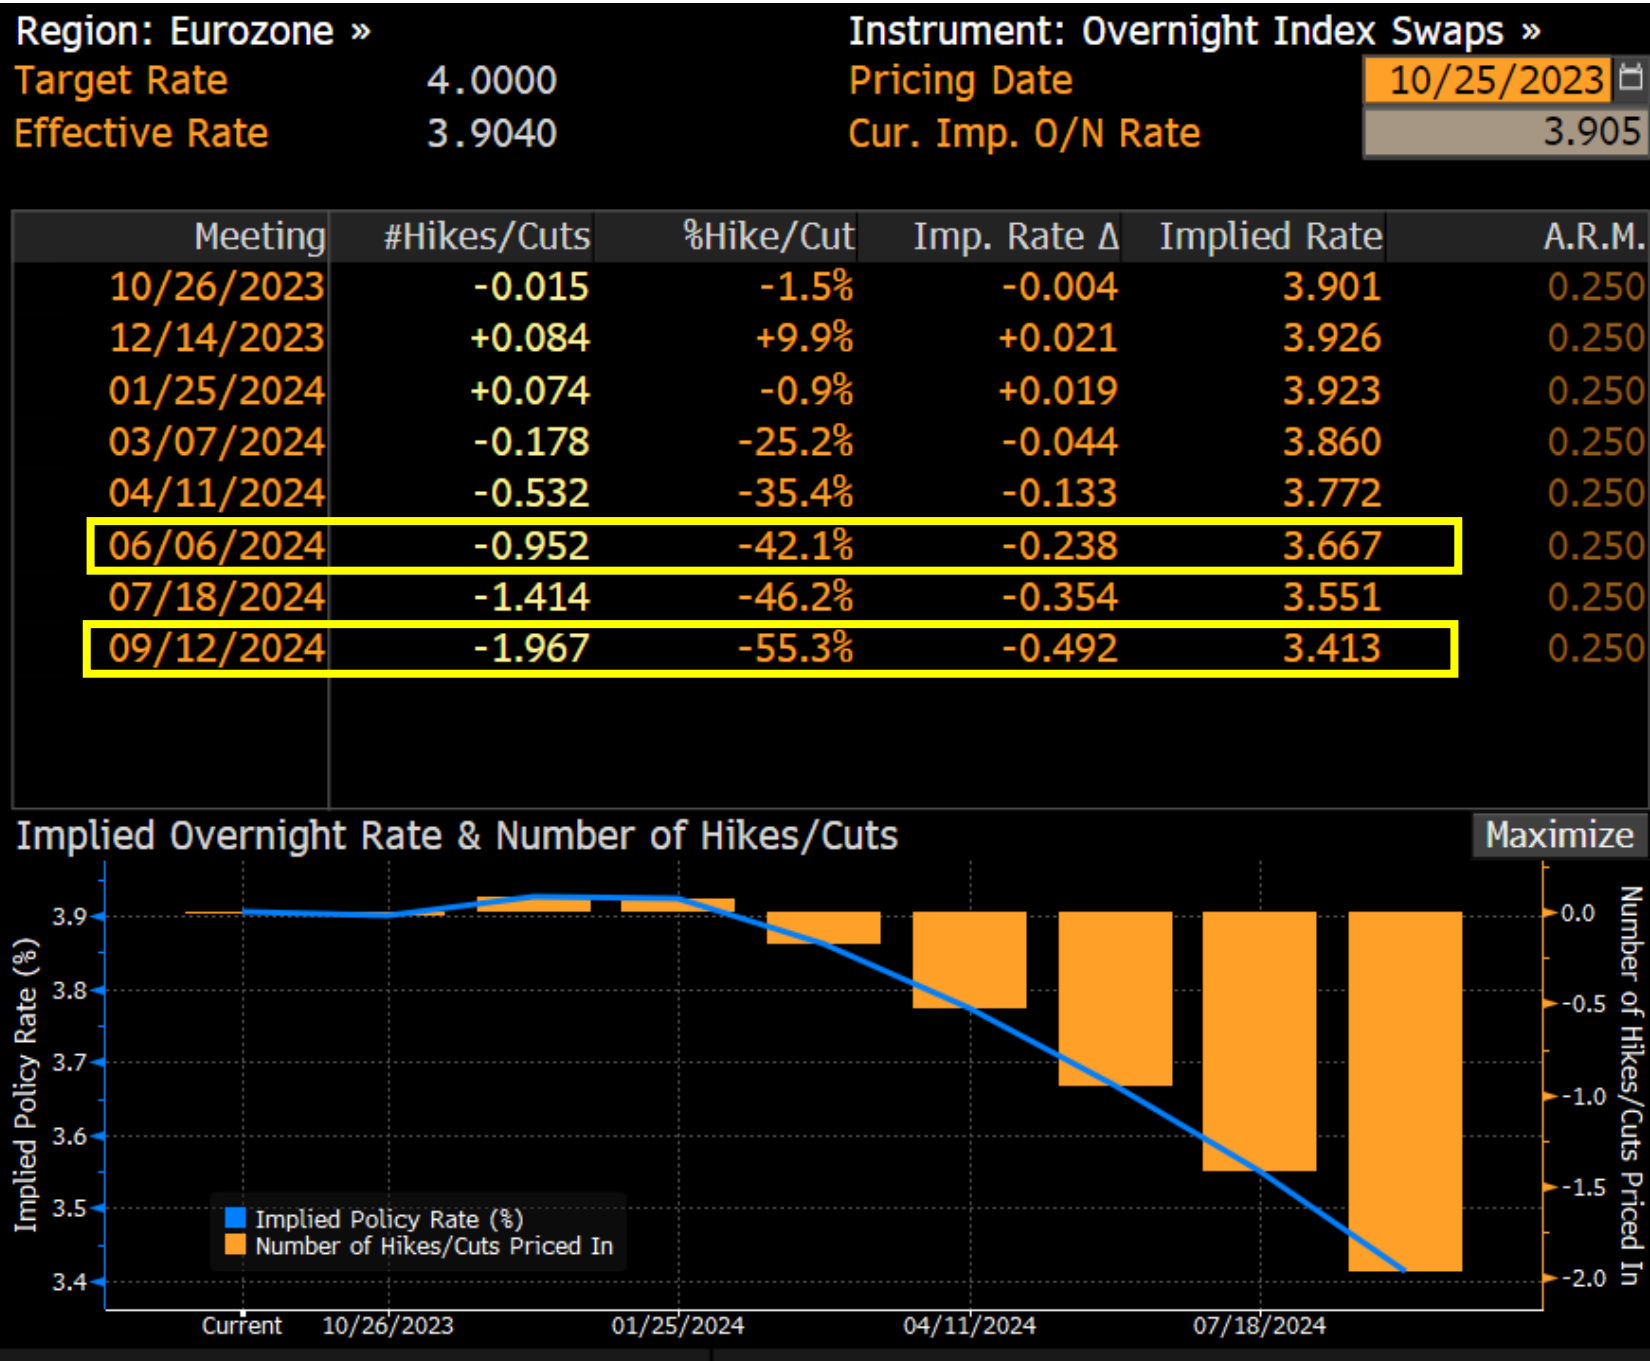 Region: Eurozone » Instrument: Overnight Index Swaps »
Target Rate 4.0000 Pricing Date 10/25/2023
Effective Rate 3.9040 Cur. Imp. O/N Rate 3.905
Meeting #Hikes/Cuts %Hike/Cut Imp. Rate Δ Implied Rate A.R.M.
10/26/2023 -0.015 -1.5% -0.004 3.901 0.250
12/14/2023 +0.084 +9.9% +0.021 3.926 0.250
01/25/2024 +0.074 -0.9% +0.019 3.923 0.250
03/07/2024 -0.178 -25.2% -0.044 3.860 0.250
04/11/2024 -0.532 -35.4% -0.133 3.772 0.250
06/06/2024 -0.952 -42.1% -0.238 3.667 0.250
07/18/2024 -1.414 -46.2% -0.354 3.551 0.250
09/12/2024 -1.967 -55.3% -0.492 3.413 0.250
Implied Overnight Rate & Number of Hikes/Cuts Maximize
Implied Policy Rate (%)
3.9
3.8
3.7
3.6
3.5
3.4
Implied Policy Rate (%)
Number of Hikes/Cuts Priced In
0.0
-0.5
-1.0
-1.5
-2.0
Number of Hikes/Cuts Priced In
Current 10/26/2023 01/25/2024 04/11/2024 07/18/2024